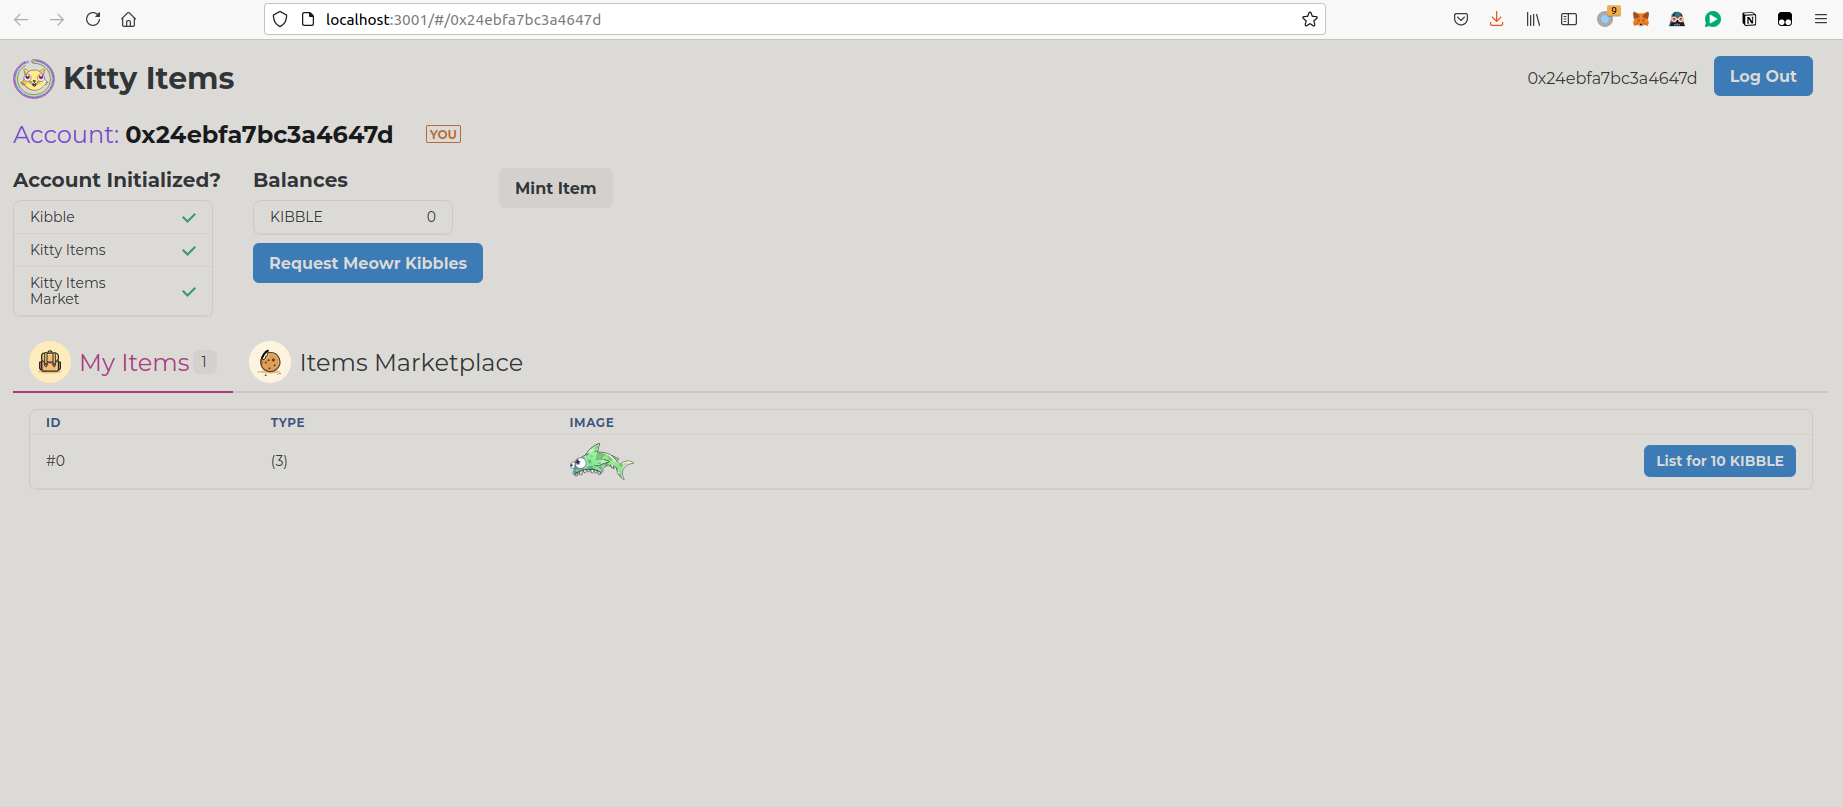 localhost:3001/#/0x24ebfa7bc3a4647d
9
Kitty Items
0x24ebfa7bc3a4647d
Log Out
Account: 0x24ebfa7bc3a4647d YOU
Account Initialized?
Kibble
Kitty Items
Kitty Items
Market
Balances
KIBBLE 0
Request Meowr Kibbles
Mint Item
My Items 1
Items Marketplace
ID TYPE IMAGE
#0 (3) List for 10 KIBBLE